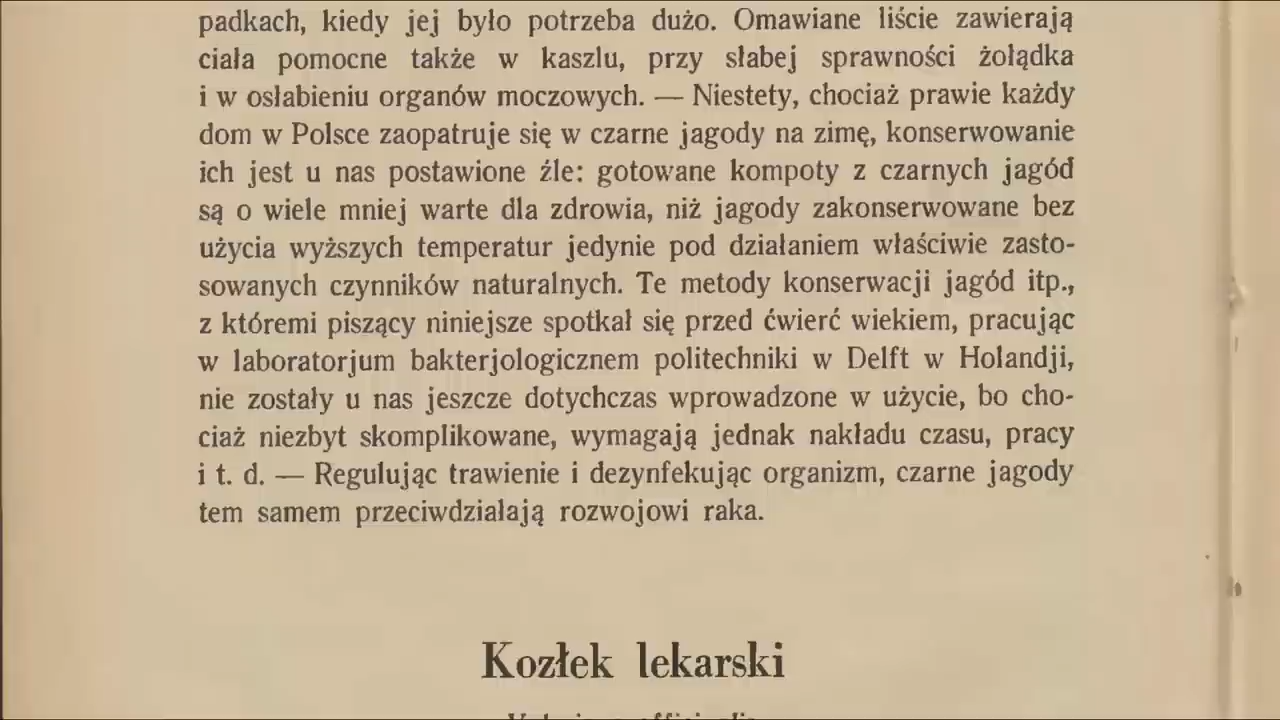 padkach, kiedy jej było potrzeba dużo. Omawiane liście zawierają
ciała pomocne także w kaszlu, przy słabej sprawności żołądka
i w osłabieniu organów moczowych. — Niestety, chociaż prawie każdy
dom w Polsce zaopatruje się w czarne jagody na zimę, konserwowanie
ich jest u nas postawione źle: gotowane kompoty z czarnych jagód
są o wiele mniej warte dla zdrowia, niż jagody zakonserwowane bez
użycia wyższych temperatur jedynie pod działaniem właściwie zasto-
sowanych czynników naturalnych. Te metody konserwacji jagód itp.,
z któremi piszący niniejsze spotkał się przed ćwierć wiekiem, pracując
w laboratorjum bakterjologicznem politechniki w Delft w Holandji,
nie zostały u nas jeszcze dotychczas wprowadzone w użycie, bo cho-
ciaż niezbyt skomplikowane, wymagają jednak nakładu czasu, pracy
i t. d. — Regulując trawienie i dezynfekując organizm, czarne jagody
tem samem przeciwdziałają rozwojowi raka.
Kozłek lekarski